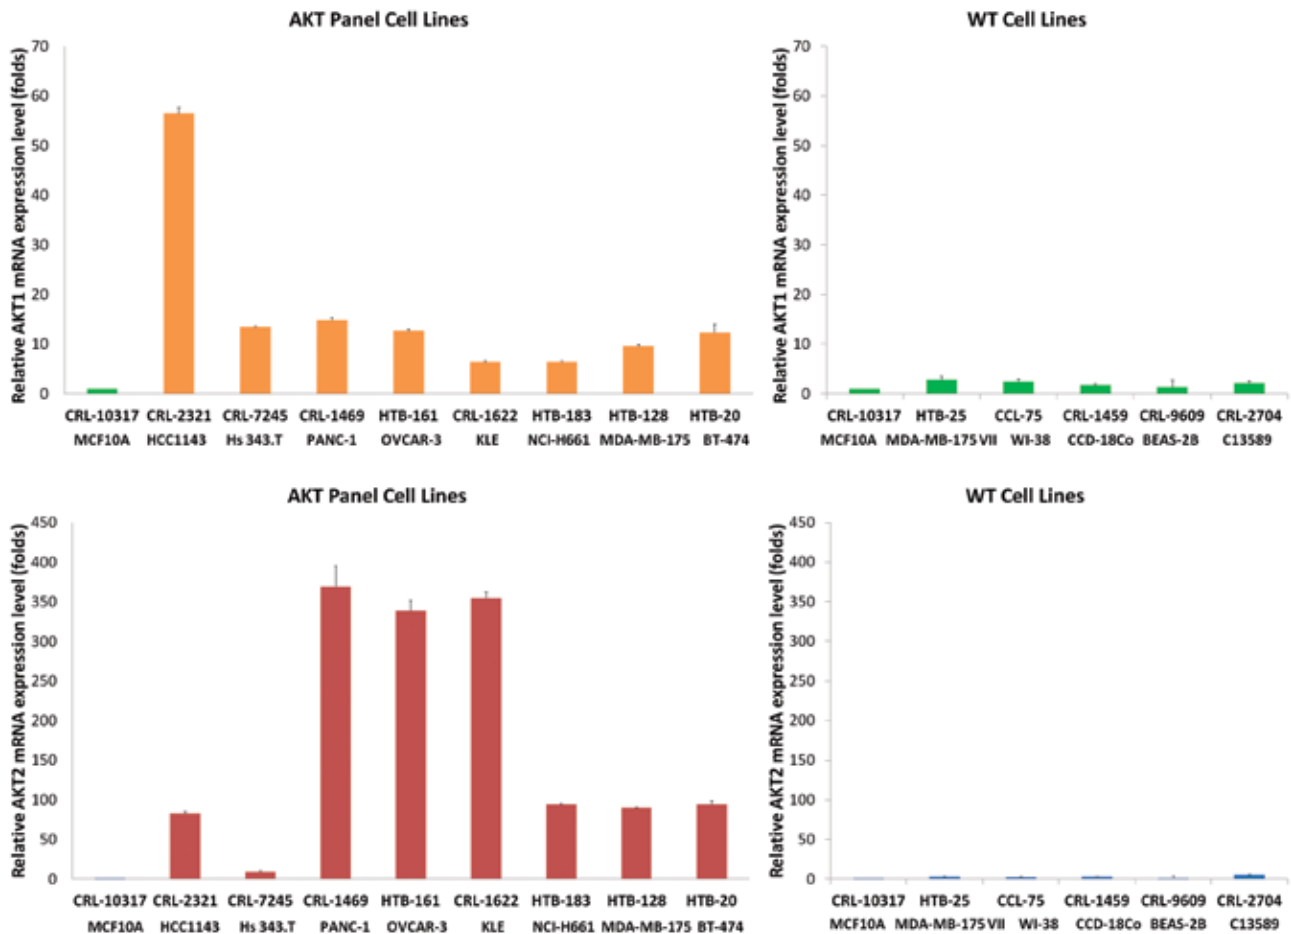 AKT Panel Cell Lines
Relative AKT1 mRNA expression level (folds)
70
60
50
40
30
20
10
0
CRL-10317 CRL-2321 CRL-7245 CRL-1469 HTB-161 CRL-1622 HTB-183 HTB-128 HTB-20
MCF10A HCC1143 Hs 343.T PANC-1 OVCAR-3 KLE NCI-H661 MDA-MB-175 BT-474
WT Cell Lines
Relative AKT1 mRNA expression level (folds)
70
60
50
40
30
20
10
0
CRL-10317 HTB-25 CCL-75 CRL-1459 CRL-9609 CRL-2704
MCF10A MDA-MB-175 VII WI-38 CCD-18Co BEAS-2B C13589
AKT Panel Cell Lines
Relative AKT2 mRNA expression level (folds)
450
400
350
300
250
200
150
100
50
0
CRL-10317 CRL-2321 CRL-7245 CRL-1469 HTB-161 CRL-1622 HTB-183 HTB-128 HTB-20
MCF10A HCC1143 Hs 343.T PANC-1 OVCAR-3 KLE NCI-H661 MDA-MB-175 BT-474
WT Cell Lines
Relative AKT2 mRNA expression level (folds)
450
400
350
300
250
200
150
100
50
0
CRL-10317 HTB-25 CCL-75 CRL-1459 CRL-9609 CRL-2704
MCF10A MDA-MB-175 VII WI-38 CCD-18Co BEAS-2B C13589